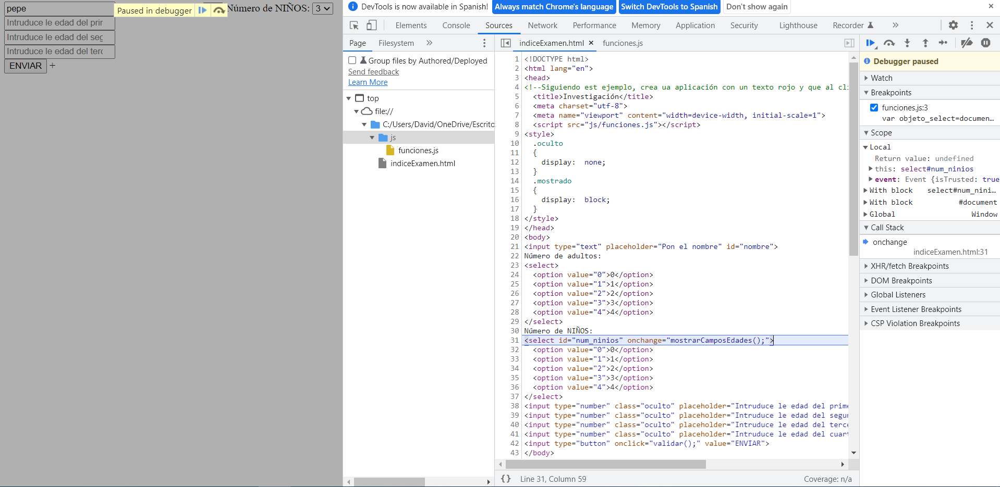 pepe
Paused in debugger
Número de NIÑOS: 3
Intruduce le edad del prir
Intruduce le edad del seg
Intruduce le edad del terc
ENVIAR +
DevTools is now available in Spanish! Always match Chrome's language Switch DevTools to Spanish Don't show again ×
Elements Console Sources Network Performance Memory Application Security Lighthouse Recorder »
Page Filesystem »
indiceExamen.html × funciones.js
Group files by Authored/Deployed
Send feedback
Learn More
top
file://
C:/Users/David/OneDrive/Escrito
js
funciones.js
indiceExamen.html
1 <!DOCTYPE html>
2 <html lang="en">
3 <head>
4 <!--Siguiendo est ejemplo, crea ua aplicación con un texto rojo y que al cli
5 <title>Investigación</title>
6 <meta charset="utf-8">
7 <meta name="viewport" content="width=device-width, initial-scale=1">
8 <script src="js/funciones.js"></script>
9 <style>
10 .oculto
11 {
12 display: none;
13 }
14 .mostrado
15 {
16 display: block;
17 }
18 </style>
19 </head>
20 <body>
21 <input type="text" placeholder="Pon el nombre" id="nombre">
22 Número de adultos:
23 <select>
24 <option value="0">0</option>
25 <option value="1">1</option>
26 <option value="2">2</option>
27 <option value="3">3</option>
28 <option value="4">4</option>
29 </select>
30 Número de NIÑOS:
31 <select id="num_ninios" onchange="mostrarCamposEdades();">
32 <option value="0">0</option>
33 <option value="1">1</option>
34 <option value="2">2</option>
35 <option value="3">3</option>
36 <option value="4">4</option>
37 </select>
38 <input type="number" class="oculto" placeholder="Intruduce le edad del prime
39 <input type="number" class="oculto" placeholder="Intruduce le edad del segun
40 <input type="number" class="oculto" placeholder="Intruduce le edad del terce
41 <input type="number" class="oculto" placeholder="Intruduce le edad del cuart
42 <input type="button" onclick="validar();" value="ENVIAR">
43 </body>
{} Line 31, Column 59 Coverage: n/a
Debugger paused
Watch
Breakpoints
funciones.js:3
var objeto_select=documen…
Scope
Local
Return value: undefined
this: select#num_ninios
event: Event {isTrusted: true
With block select#num_nini…
With block #document
Global Window
Call Stack
onchange
indiceExamen.html:31
XHR/fetch Breakpoints
DOM Breakpoints
Global Listeners
Event Listener Breakpoints
CSP Violation Breakpoints